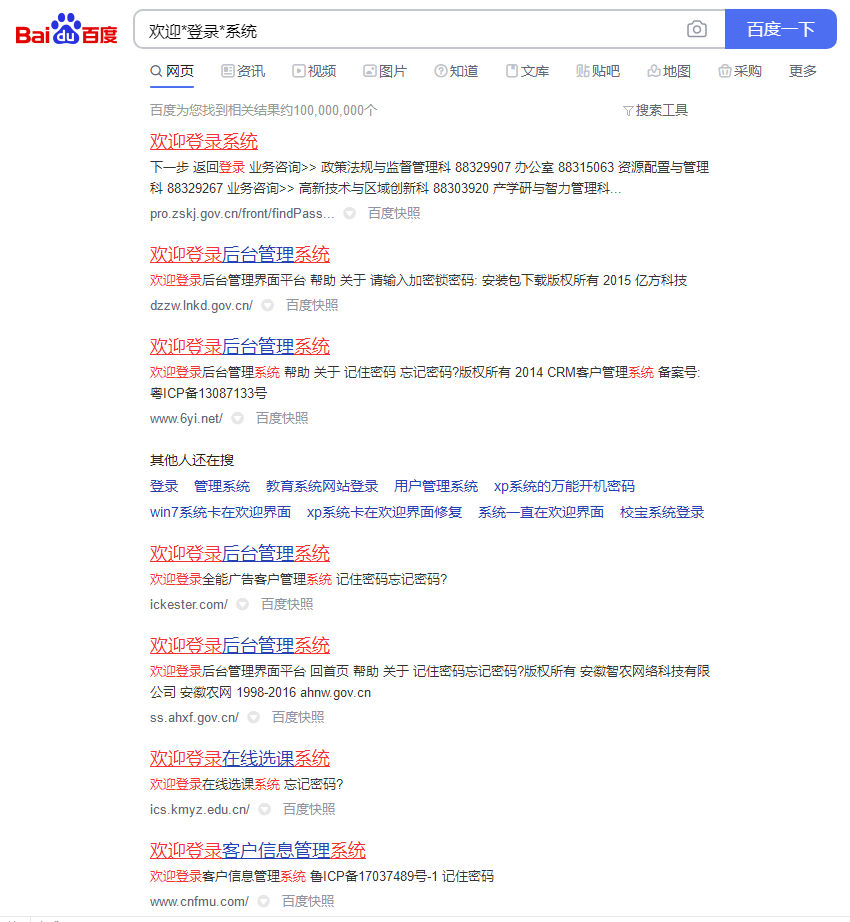 Bai du 百度 欢迎*登录*系统 百度一下
网页 资讯 视频 图片 知道 文库 贴吧 地图 采购 更多
百度为您找到相关结果约100,000,000个 搜索工具
欢迎登录系统
下一步 返回登录 业务咨询>> 政策法规与监督管理科 88329907 办公室 88315063 资源配置与管理
科 88329267 业务咨询>> 高新技术与区域创新科 88303920 产学研与智力管理科...
pro.zskj.gov.cn/front/findPass... 百度快照
欢迎登录后台管理系统
欢迎登录后台管理界面平台 帮助 关于 请输入加密锁密码: 安装包下载版权所有 2015 亿方科技
dzzw.lnkd.gov.cn/ 百度快照
欢迎登录后台管理系统
欢迎登录后台管理系统 帮助 关于 记住密码 忘记密码?版权所有 2014 CRM客户管理系统 备案号:
粤ICP备13087133号
www.6yi.net/ 百度快照
其他人还在搜
登录 管理系统 教育系统网站登录 用户管理系统 xp系统的万能开机密码
win7系统卡在欢迎界面 xp系统卡在欢迎界面修复 系统一直在欢迎界面 校宝系统登录
欢迎登录后台管理系统
欢迎登录全能广告客户管理系统 记住密码忘记密码?
ickester.com/ 百度快照
欢迎登录后台管理系统
欢迎登录后台管理界面平台 回首页 帮助 关于 记住密码忘记密码?版权所有 安徽智农网络科技有限
公司 安徽农网 1998-2016 ahnw.gov.cn
ss.ahxf.gov.cn/ 百度快照
欢迎登录在线选课系统
欢迎登录在线选课系统 忘记密码?
ics.kmyz.edu.cn/ 百度快照
欢迎登录客户信息管理系统
欢迎登录客户信息管理系统 鲁ICP备17037489号-1 记住密码
www.cnfmu.com/ 百度快照